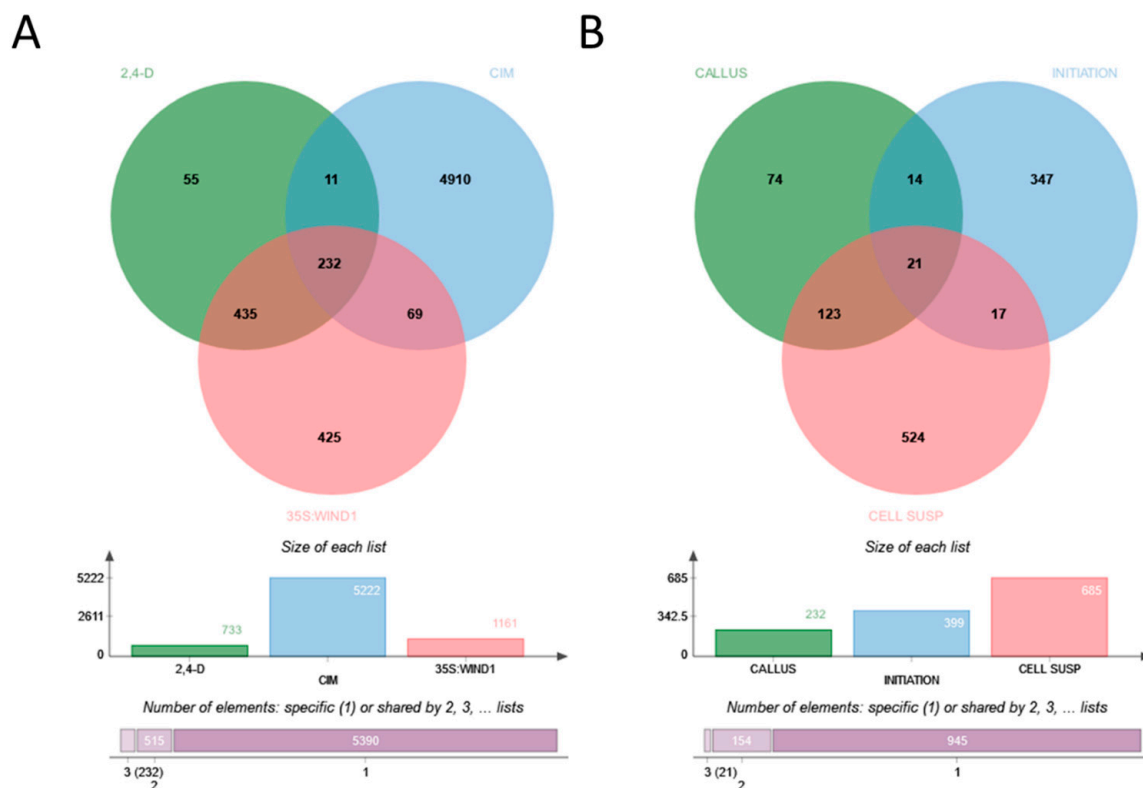 A
2,4-D
CIM
55
11
4910
232
435
69
425
35S:WIND1
Size of each list
5222
2611
0
733
5222
1161
2,4-D
CIM
35S:WIND1
Number of elements: specific (1) or shared by 2, 3, ... lists
515
5390
3 (232)
2
1
B
CALLUS
INITIATION
74
14
347
21
123
17
524
CELL SUSP
Size of each list
685
342.5
0
232
399
685
CALLUS
INITIATION
CELL SUSP
Number of elements: specific (1) or shared by 2, 3, ... lists
154
945
3 (21)
2
1